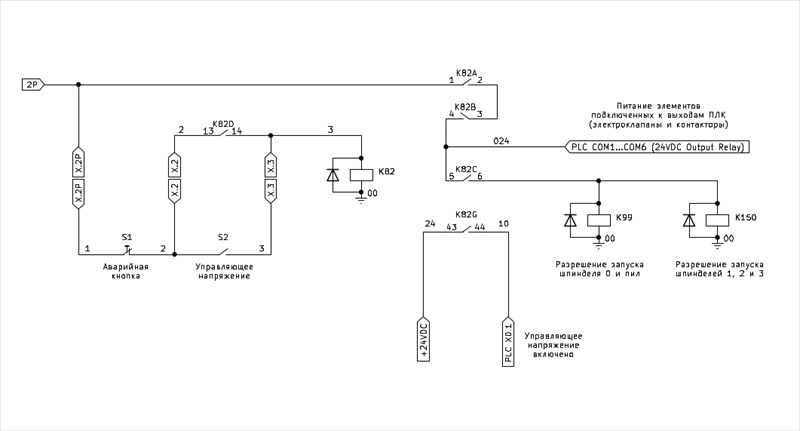 2P
K82A
1 2
K82B
4 3
Питание элементов
подключенных к выходам ПЛК
(электроклапаны и контакторы)
024
PLC COM1...COM6 (24VDC Output Relay)
K82D
2 13 14 3
X.2P
X.2
X.3
X.2P
X.2
X.3
K82
00
K82C
5 6
K99
00
K150
00
K82G
24 43 44 10
S1
S2
1 2 3
Аварийная
кнопка
Управляющее
напряжение
Разрешение запуска
шпинделя 0 и пил
Разрешение запуска
шпинделей 1, 2 и 3
+24VDC
PLC X0.1
Управляющее
напряжение
включено